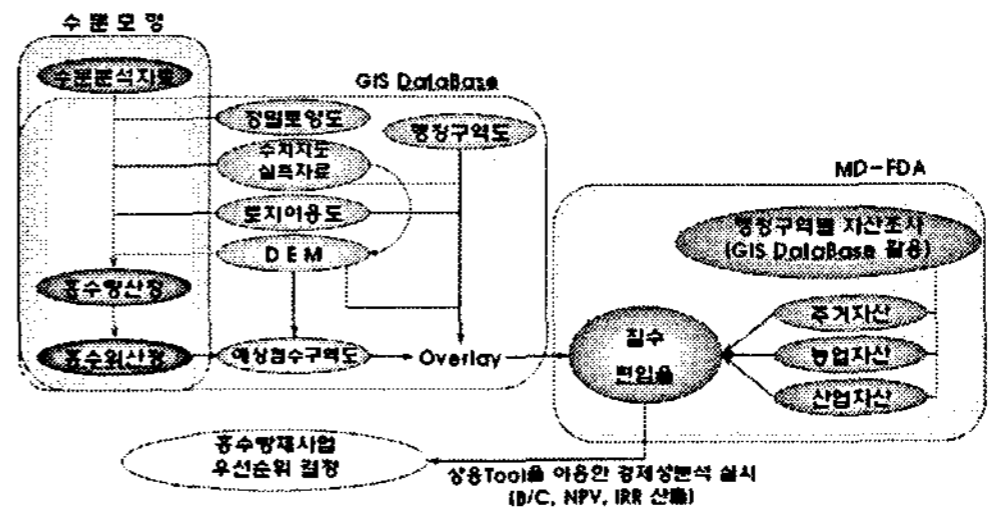 수문모형
수문분석지점
GIS DataBase
정밀토양도
행정구역도
수치지도
실측자료
MD-FDA
토지이용도
행정구역별 자산조사
(GIS DataBase 활용)
DEM
홍수량산정
주거자산
침수
편입율
홍수위산정
예상침수구역도
Overlay
농업자산
산업자산
홍수방재사업
우선순위 결정
상용Tool을 이용한 경제성분석 실시
(B/C, NPV, IRR 산출)